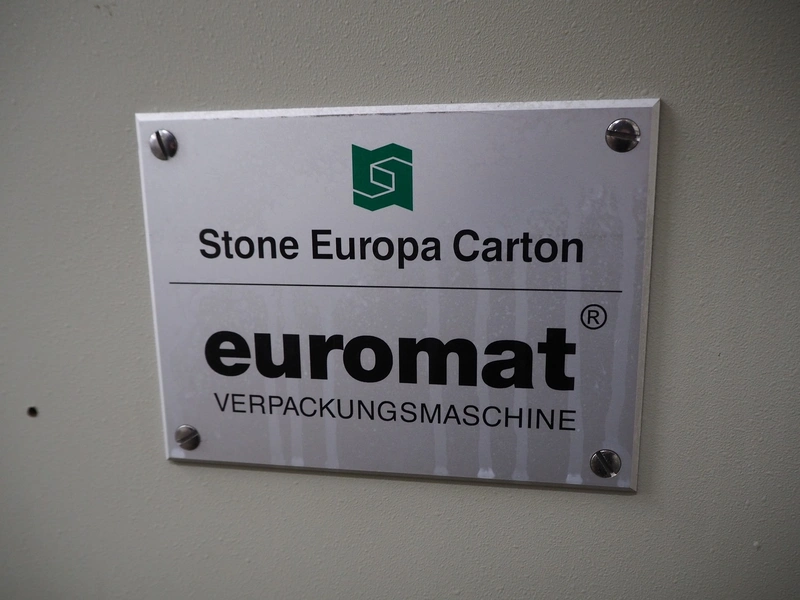 Stone Europa Carton
euromat®
VERPACKUNGSMASCHINE